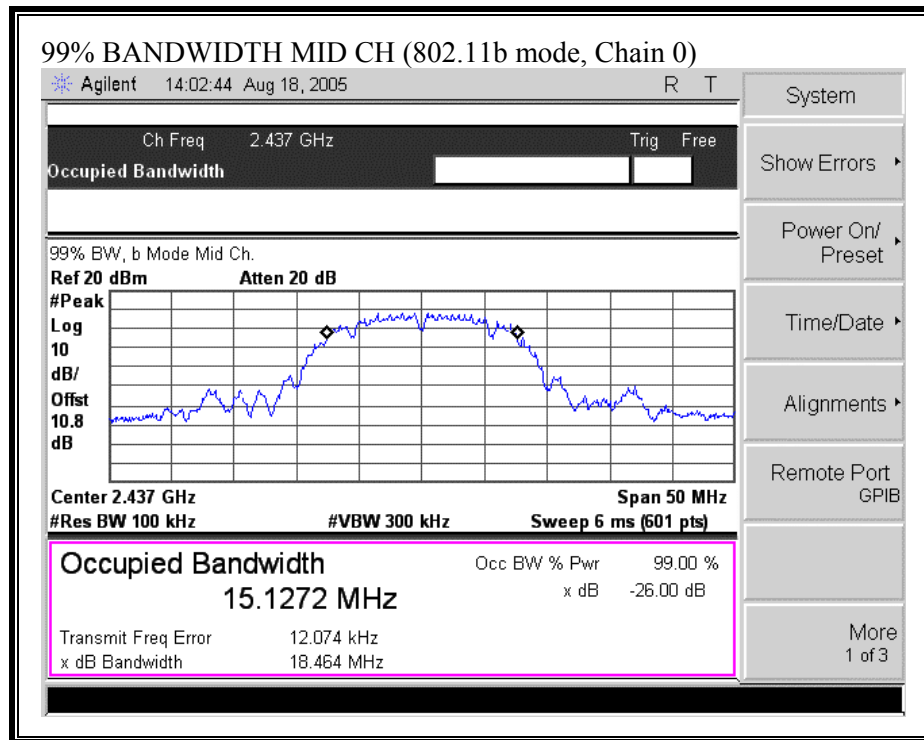 99% BANDWIDTH MID CH (802.11b mode, Chain 0)
Agilent 14:02:44 Aug 18, 2005 R T
System
Ch Freq 2.437 GHz Trig Free
Occupied Bandwidth
Show Errors
Power On/
Preset
99% BW, b Mode Mid Ch.
Ref 20 dBm Atten 20 dB
#Peak
Log
10
dB/
Offst
10.8
dB
Time/Date
Alignments
Remote Port
GPIB
Center 2.437 GHz Span 50 MHz
#Res BW 100 kHz #VBW 300 kHz Sweep 6 ms (601 pts)
Occupied Bandwidth Occ BW % Pwr 99.00 %
15.1272 MHz x dB -26.00 dB
Transmit Freq Error 12.074 kHz
x dB Bandwidth 18.464 MHz
More
1 of 3